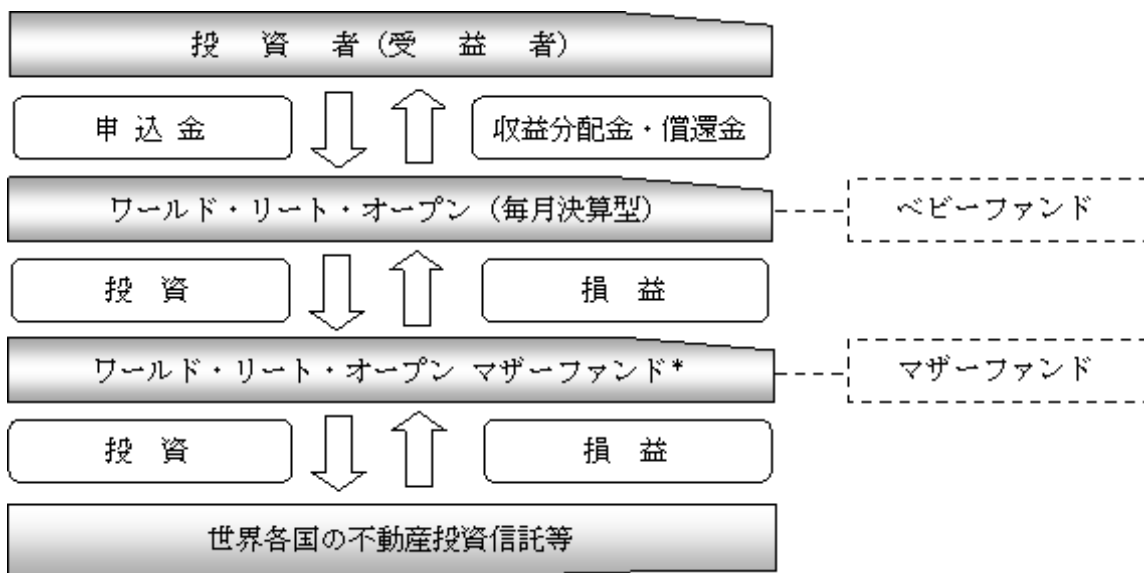 投資者(受益者)
申込金 収益分配金・償還金
ワールド・リート・オープン(毎月決算型) ベビーファンド
投資 損益
ワールド・リート・オープン マザーファンド* マザーファンド
投資 損益
世界各国の不動産投資信託等